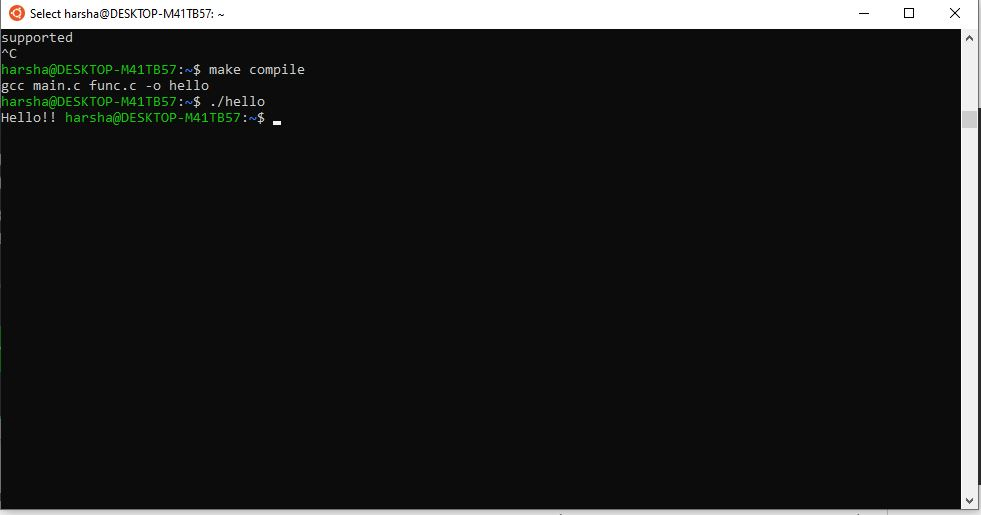 Select harsha@DESKTOP-M41TB57: ~
supported
^C
harsha@DESKTOP-M41TB57:~$ make compile
gcc main.c func.c -o hello
harsha@DESKTOP-M41TB57:~$ ./hello
Hello!! harsha@DESKTOP-M41TB57:~$